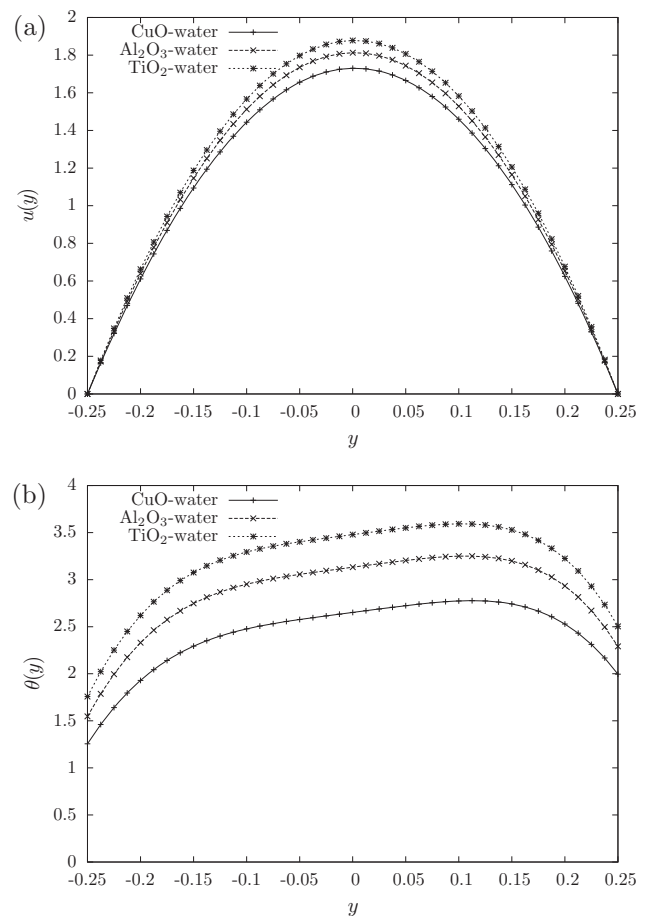 (a)
CuO-water
Al₂O₃-water
TiO₂-water
2
1.8
1.6
1.4
1.2
1
0.8
0.6
0.4
0.2
0
u(y)
-0.25 -0.2 -0.15 -0.1 -0.05 0 0.05 0.1 0.15 0.2 0.25
y
(b)
CuO-water
Al₂O₃-water
TiO₂-water
4
3.5
3
2.5
2
1.5
1
0.5
0
θ(y)
-0.25 -0.2 -0.15 -0.1 -0.05 0 0.05 0.1 0.15 0.2 0.25
y